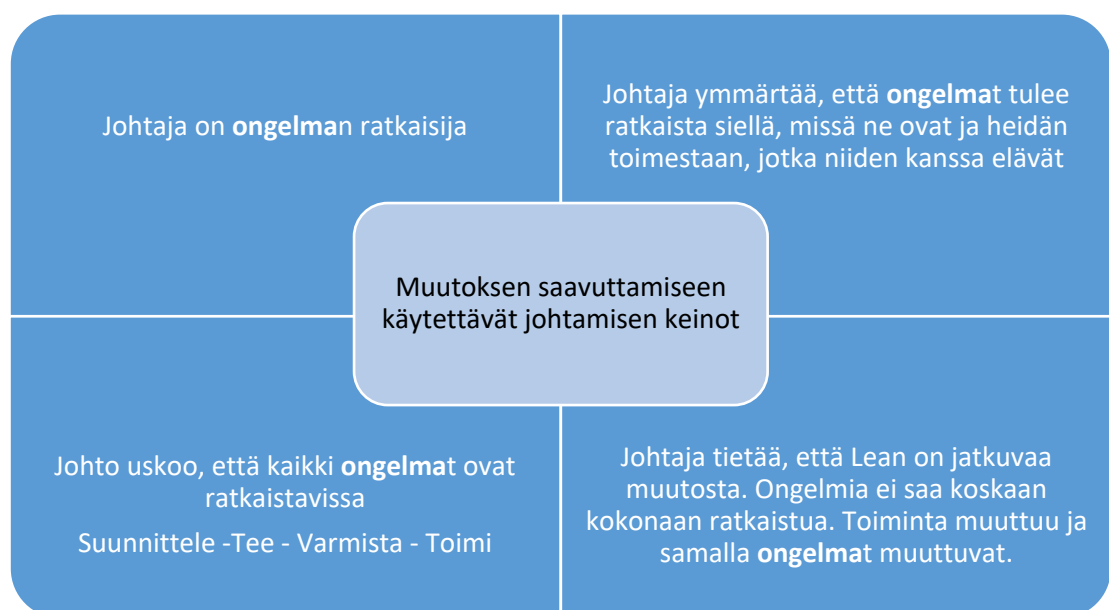 Johtaja on ongelman ratkaisija
Johtaja ymmärtää, että ongelmat tulee
ratkaista siellä, missä ne ovat ja heidän
toimestaan, jotka niiden kanssa elävät
Muutoksen saavuttamiseen
käytettävät johtamisen keinot
Johto uskoo, että kaikki ongelmat ovat
ratkaistavissa
Suunnittele -Tee - Varmista - Toimi
Johtaja tietää, että Lean on jatkuvaa
muutosta. Ongelmia ei saa koskaan
kokonaan ratkaistua. Toiminta muuttuu ja
samalla ongelmat muuttuvat.